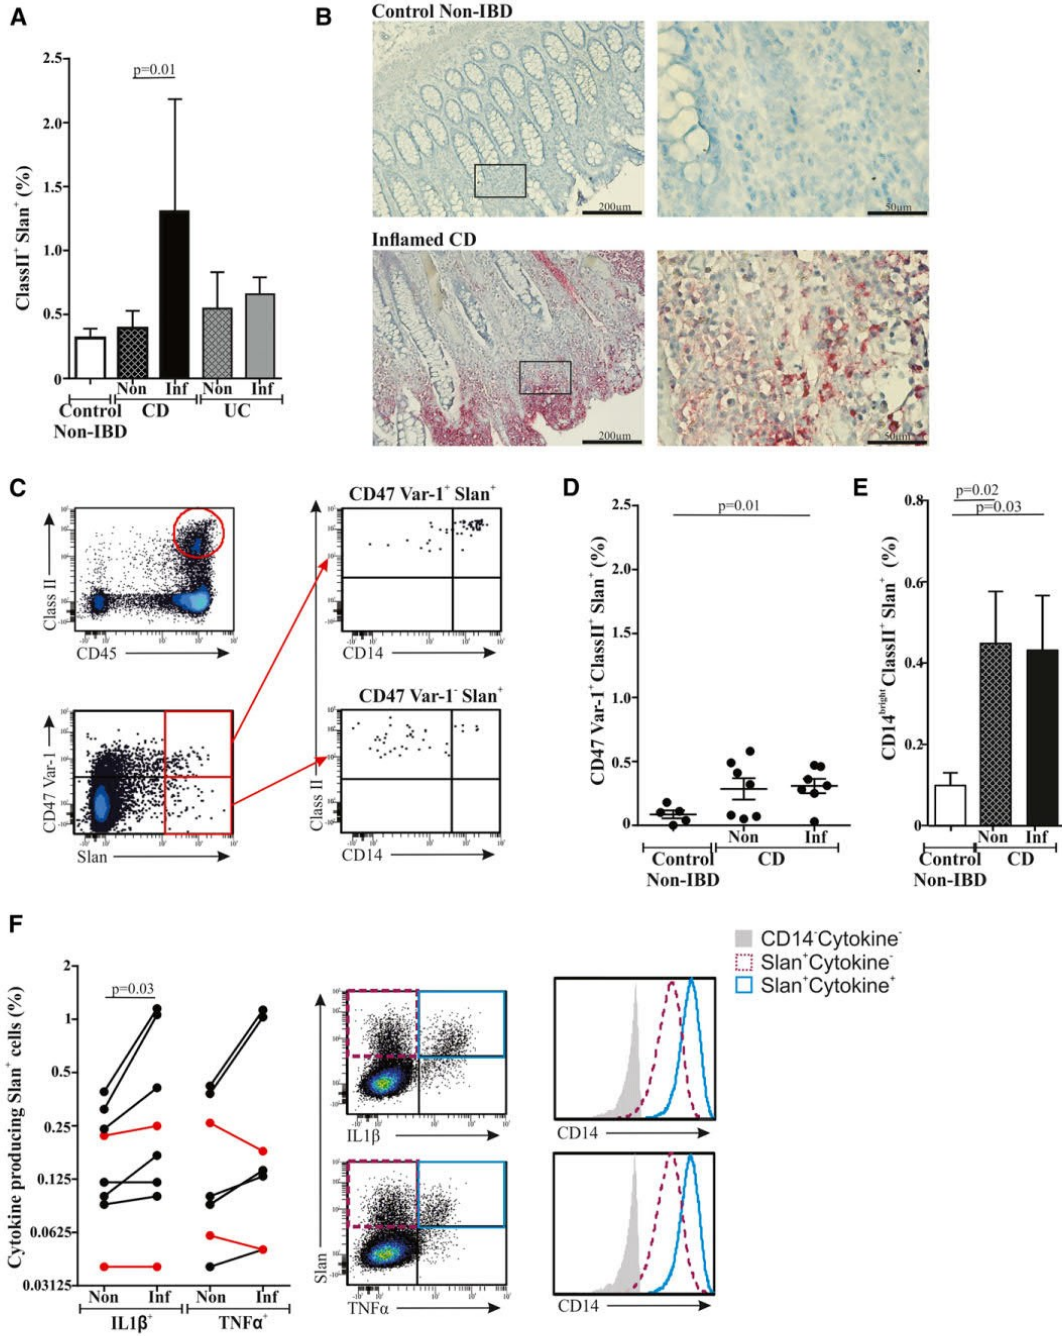 A
ClassII+ Slan+ (%)
2.5
2.0
1.5
1.0
0.5
0
p=0.01
Non Inf Non Inf
Control CD UC
Non-IBD
B
Control Non-IBD
200µm
50µm
Inflamed CD
200µm
50µm
C
Class II
CD45
CD47 Var-1
Slan
CD47 Var-1+ Slan+
Class II
CD14
CD47 Var-1- Slan+
Class II
CD14
D
CD47 Var-1+ ClassII+ Slan+ (%)
2.5
2.0
1.5
1.0
0.5
0
p=0.01
Non Inf
Control CD
Non-IBD
E
CD14bright ClassII+ Slan+ (%)
0.8
0.6
0.4
0.2
0
p=0.02
p=0.03
Non Inf
Control CD
Non-IBD
F
Cytokine producing Slan+ cells (%)
2
1
0.5
0.25
0.125
0.0625
0.03125
p=0.03
Non Inf Non Inf
IL1β+ TNFα+
Slan
IL1β
TNFα
CD14-Cytokine-
Slan+Cytokine-
Slan+Cytokine+
CD14
CD14